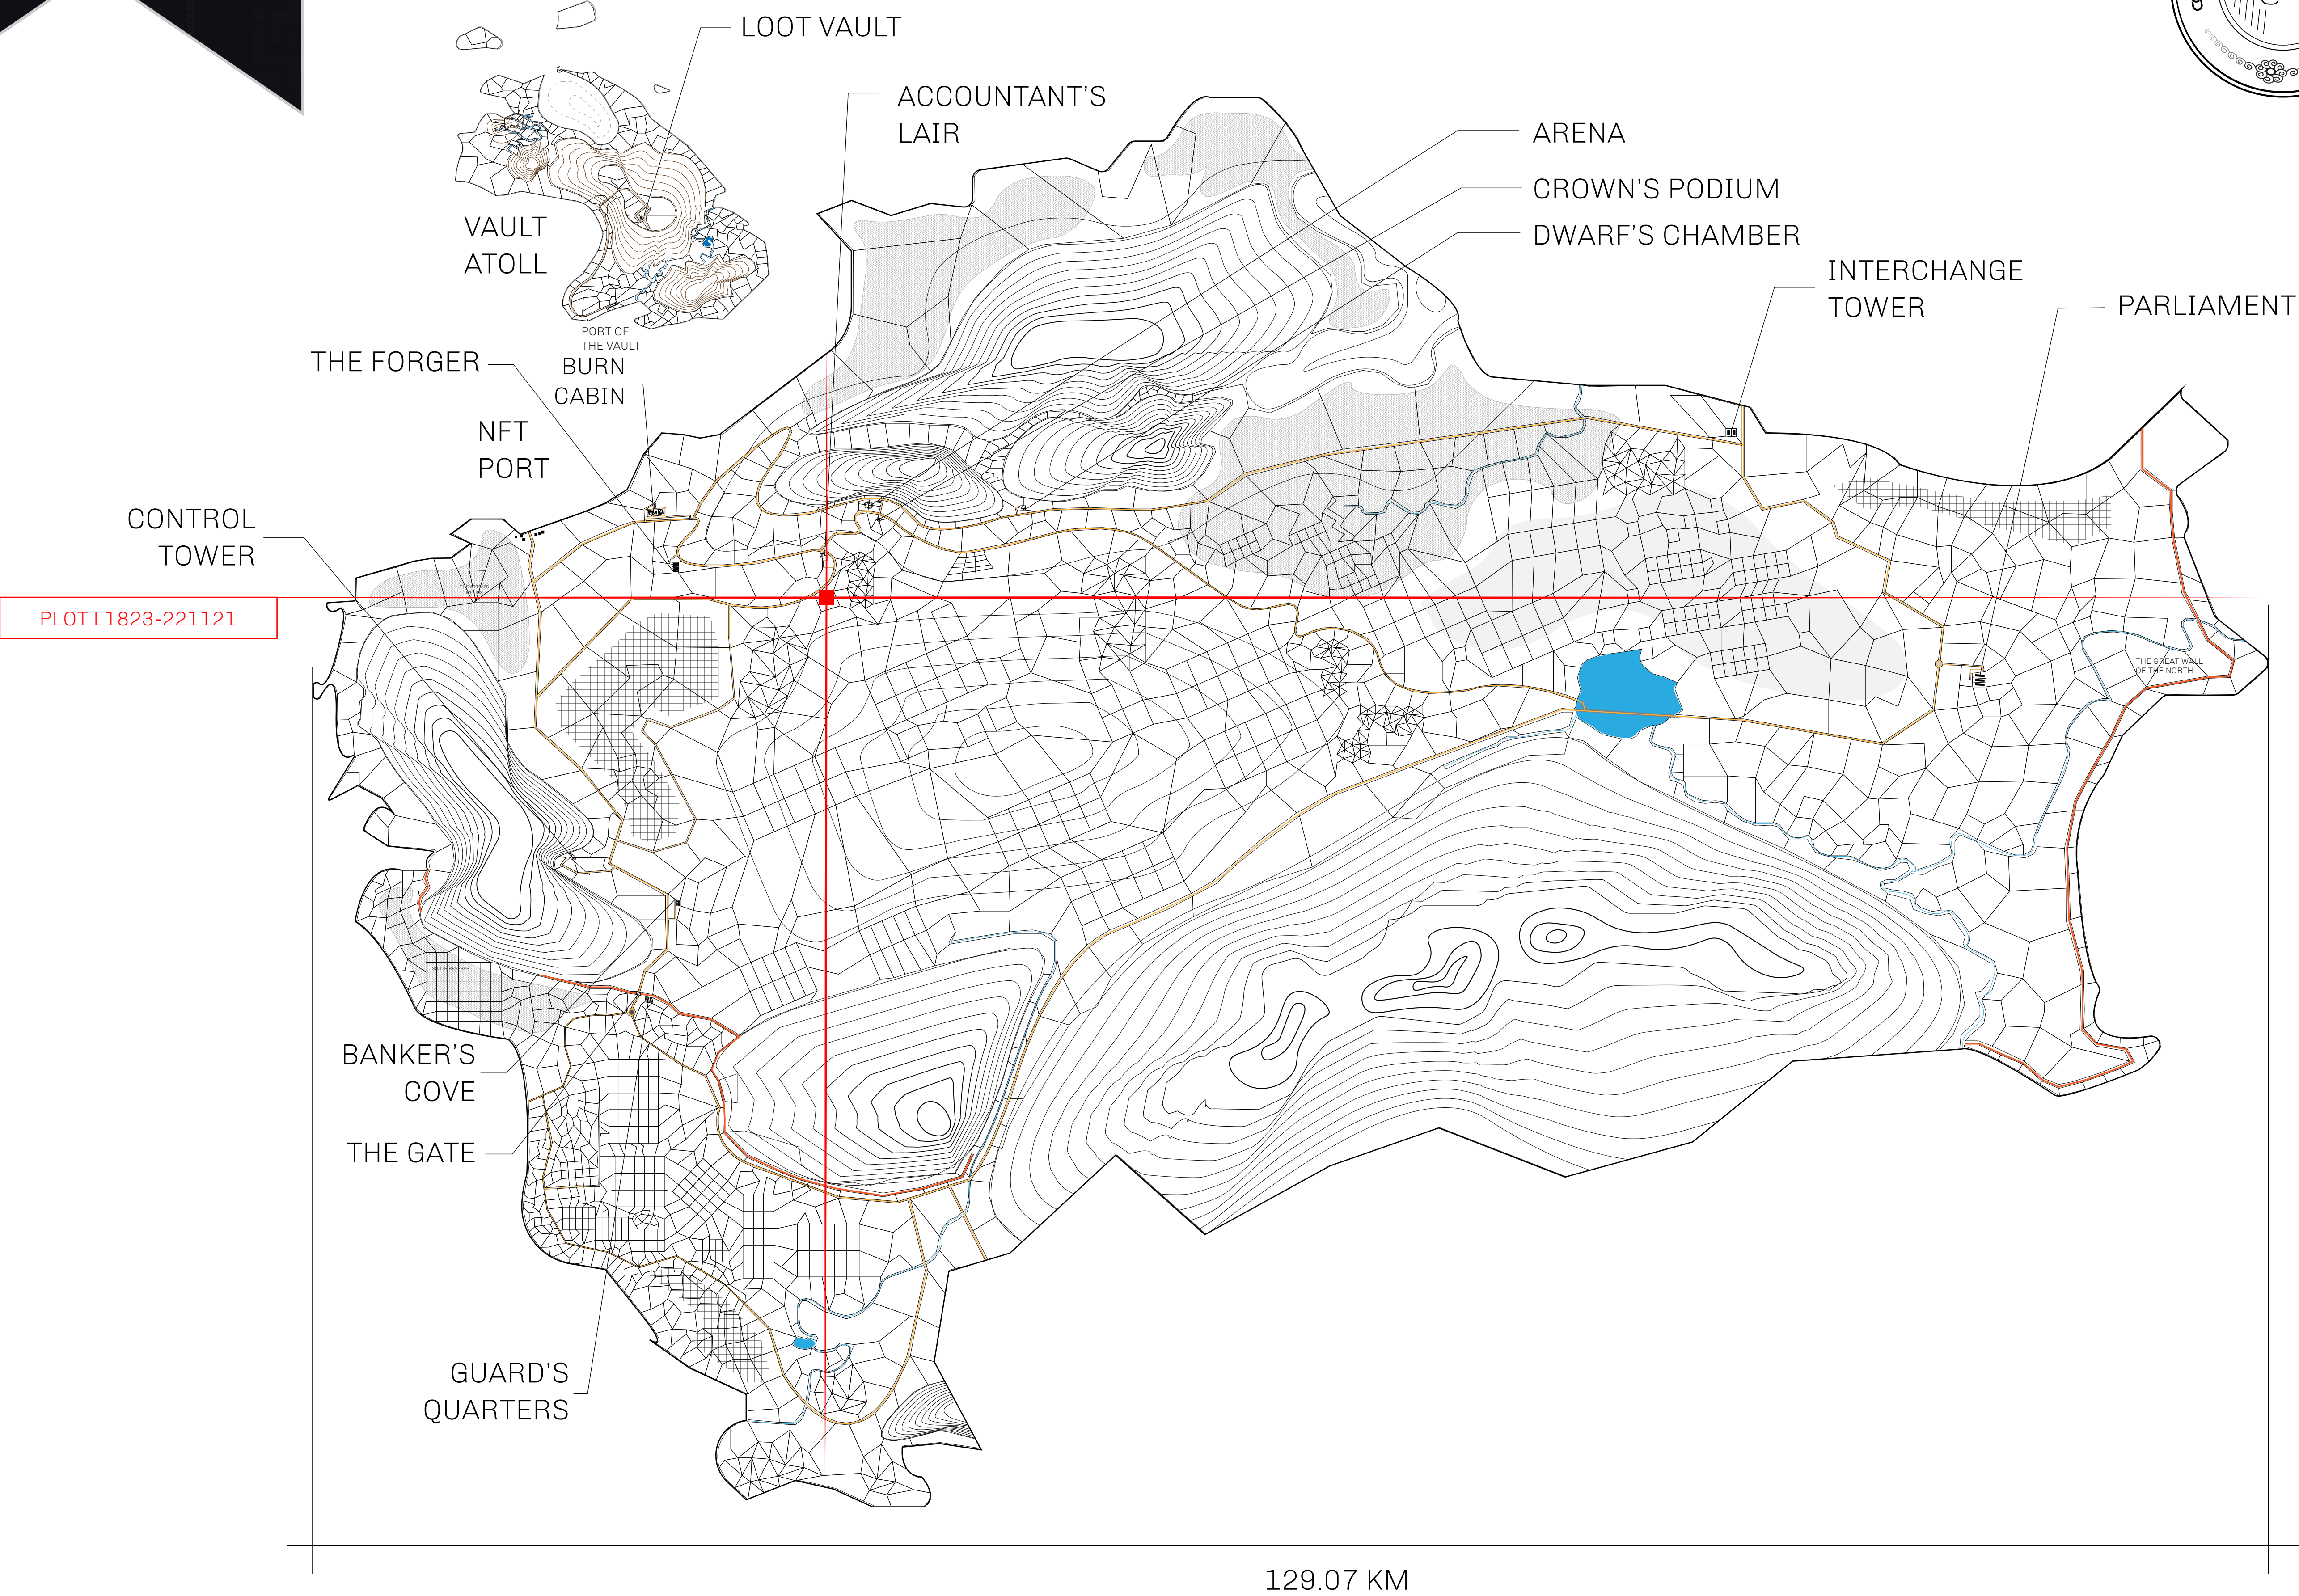 LOOT VAULT
ACCOUNTANT'S
LAIR
ARENA
CROWN'S PODIUM
DWARF'S CHAMBER
VAULT
ATOLL
INTERCHANGE
TOWER
PARLIAMENT
PORT OF
THE VAULT
THE FORGER
BURN
CABIN
NFT
PORT
CONTROL
TOWER
PLOT L1823-221121
THE GREAT WALL
OF THE NORTH
SOUTH RESERVE
BANKER'S
COVE
THE GATE
GUARD'S
QUARTERS
129.07 KM